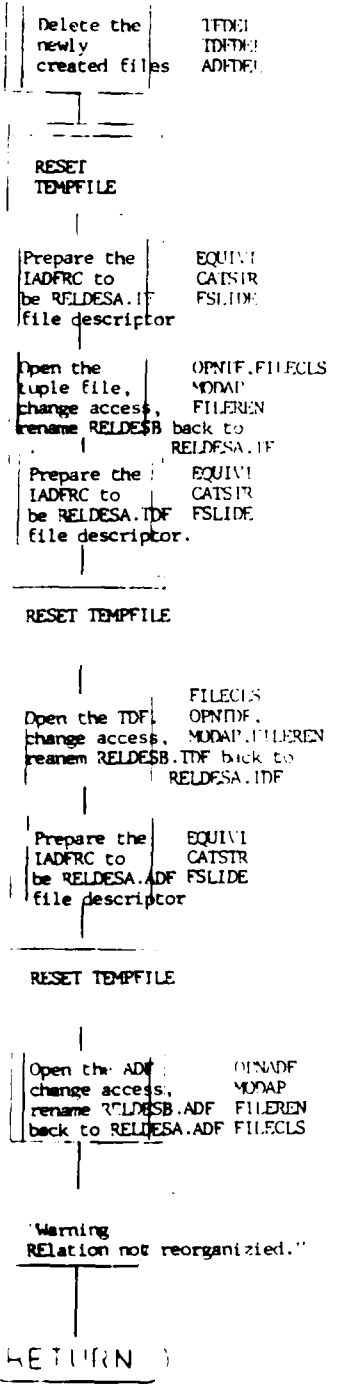 Delete the TFDEL
newly TDFDEL
created files ADFDEL
RESET
TEMPFILE
Prepare the EQUIVI
IADFRC to CATSTR
be RELDESA.TF FSLIDE
file descriptor
Open the OPNTF,FILECLS
tuple file, MODAP
change access, FILEREN
rename RELDESB back to
RELDESA.TF
Prepare the EQUIVI
IADFRC to CATSTR
be RELDESA.TDF FSLIDE
file descriptor.
RESET TEMPFILE
FILECLS
Open the TDF, OPNTDF,
change access, MODAP,FILEREN
reanem RELDESB.TDF back to
RELDESA.TDF
Prepare the EQUIVI
IADFRC to CATSTR
be RELDESA.ADF FSLIDE
file descriptor
RESET TEMPFILE
Open the ADF OPNADF
change access, MODAP
rename RELDESB.ADF FILEREN
back to RELDESA.ADF FILECLS
"Warning
RElation not reorganizied."
RETURN )